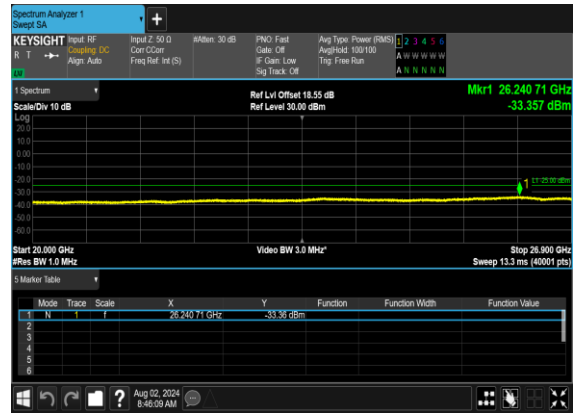 Spectrum Analyzer 1
Swept SA
+
KEYSIGHT Input: RF Input Z: 50 Ω #Atten: 30 dB PNO: Fast Avg Type: Power (RMS) 1 2 3 4 5 6
R T Coupling: DC Corr CCorr Gate: Off Avg|Hold: 100/100 A W W W W W
Align: Auto Freq Ref: Int (S) IF Gain: Low Trig: Free Run
Sig Track: Off A N N N N N
1 Spectrum Ref Lvl Offset 18.55 dB Mkr1 26.240 71 GHz
Scale/Div 10 dB Ref Level 30.00 dBm -33.357 dBm
Log
20.0
10.0
0.00
-10.0
-20.0
1 L1 -25.00 dBm
-30.0
-40.0
-50.0
-60.0
Start 20.000 GHz Video BW 3.0 MHz* Stop 26.900 GHz
#Res BW 1.0 MHz Sweep 13.3 ms (40001 pts)
5 Marker Table
Mode Trace Scale X Y Function Function Width Function Value
1 N 1 f 26.240 71 GHz -33.36 dBm
2
3
4
5
6
? Aug 02, 2024
8:46:09 AM